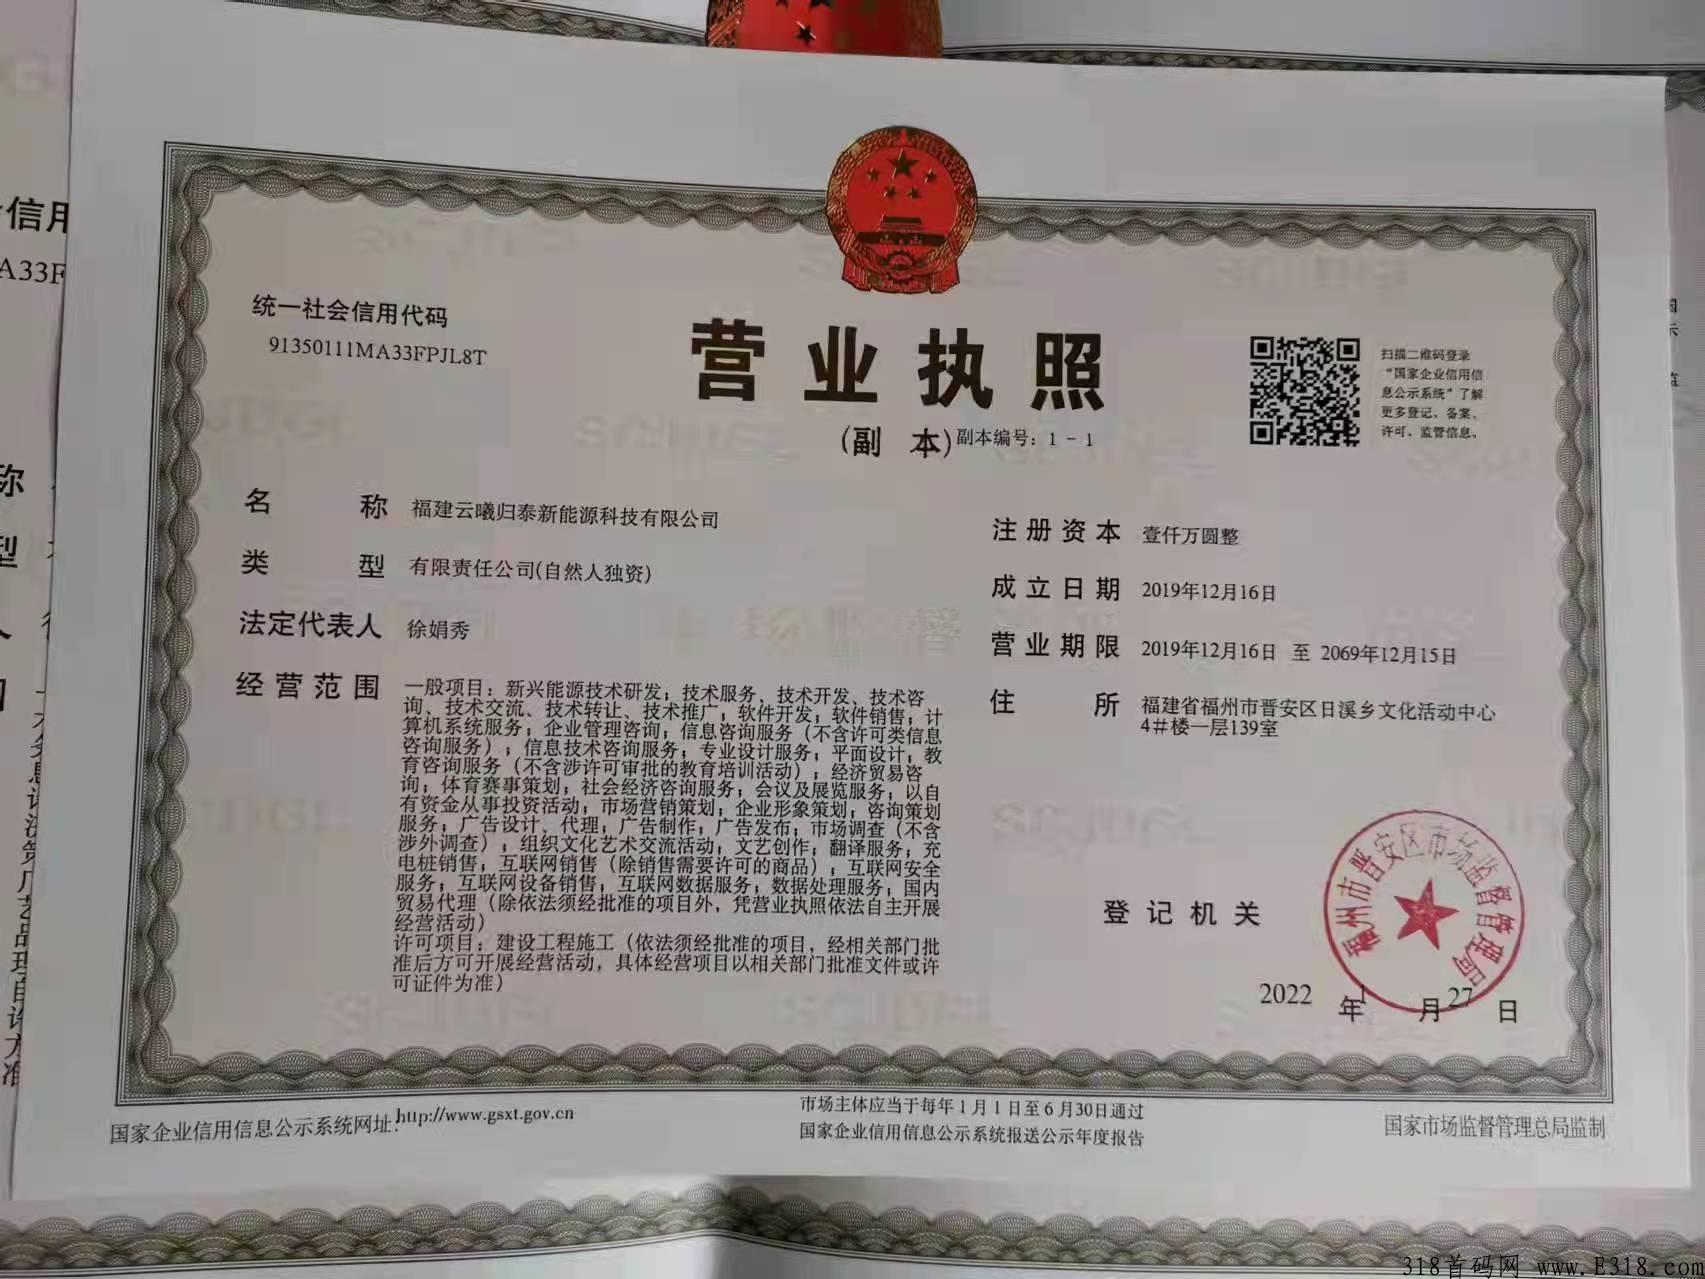 统一社会信用代码
91350111MA33FPJL8T
营业执照
(副 本) 副本编号：1 - 1
扫描二维码登录
“国家企业信用信
息公示系统”了解
更多登记、备案、
许可、监管信息。
名 称 福建云曦归泰新能源科技有限公司
类 型 有限责任公司(自然人独资)
法定代表人 徐娟秀
经营范围 一般项目：新兴能源技术研发；技术服务、技术开发、技术咨
询、技术交流、技术转让、技术推广；软件开发；软件销售；计
算机系统服务；企业管理咨询；信息咨询服务（不含许可类信息
咨询服务）；信息技术咨询服务；专业设计服务；平面设计；教
育咨询服务（不含涉许可审批的教育培训活动）；经济贸易咨
询；体育赛事策划；社会经济咨询服务；会议及展览服务；以自
有资金从事投资活动；市场营销策划；企业形象策划；咨询策划
服务；广告设计、代理；广告制作；广告发布；市场调查（不含
涉外调查）；组织文化艺术交流活动；文艺创作；翻译服务；充
电桩销售；互联网销售（除销售需要许可的商品）；互联网安全
服务；互联网设备销售；互联网数据服务；数据处理服务；国内
贸易代理（除依法须经批准的项目外，凭营业执照依法自主开展
经营活动）
许可项目：建设工程施工（依法须经批准的项目，经相关部门批
准后方可开展经营活动，具体经营项目以相关部门批准文件或许
可证件为准）
注册资本 壹仟万圆整
成立日期 2019年12月16日
营业期限 2019年12月16日 至 2069年12月15日
住 所 福建省福州市晋安区日溪乡文化活动中心
4#楼一层139室
登记机关
福州市晋安区市场监督管理局
2022 年 1 月 27 日
国家企业信用信息公示系统网址：http://www.gsxt.gov.cn
市场主体应当于每年1月1日至6月30日通过
国家企业信用信息公示系统报送公示年度报告
国家市场监督管理总局监制
318首码网 www.E318.com